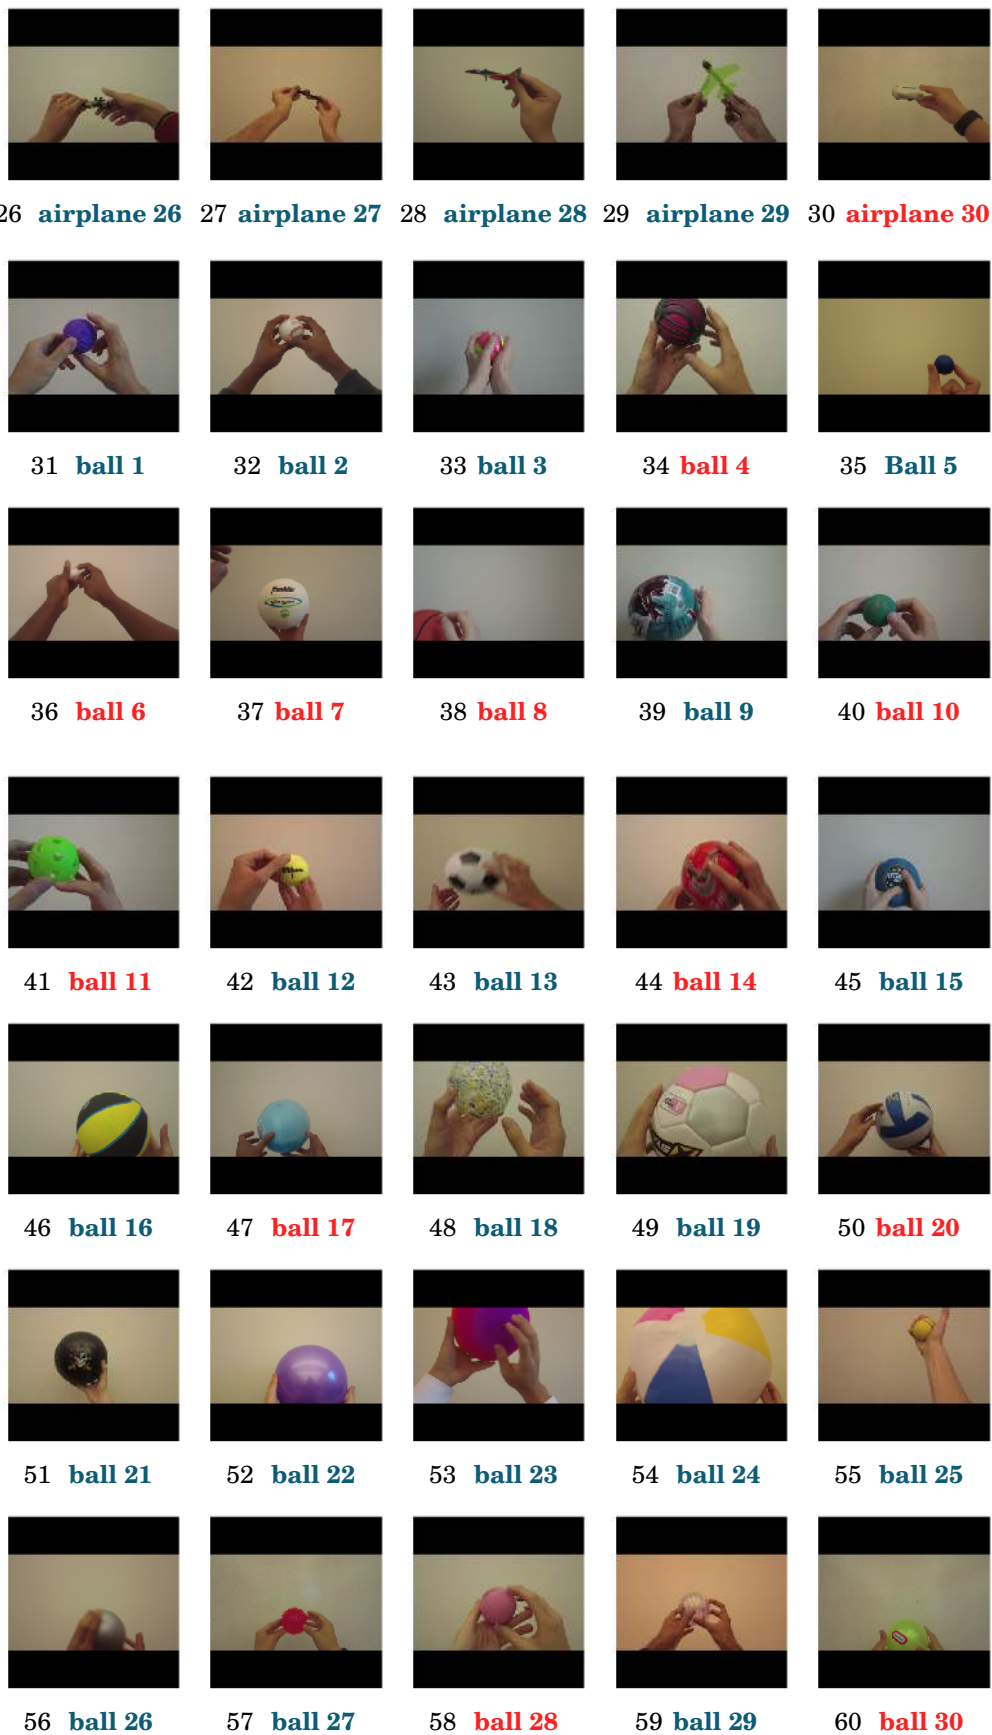 26 airplane 26 27 airplane 27 28 airplane 28 29 airplane 29 30 airplane 30
31 ball 1 32 ball 2 33 ball 3 34 ball 4 35 Ball 5
Franklin
36 ball 6 37 ball 7 38 ball 8 39 ball 9 40 ball 10
Wilson
1
41 ball 11 42 ball 12 43 ball 13 44 ball 14 45 ball 15
46 ball 16 47 ball 17 48 ball 18 49 ball 19 50 ball 20
51 ball 21 52 ball 22 53 ball 23 54 ball 24 55 ball 25
56 ball 26 57 ball 27 58 ball 28 59 ball 29 60 ball 30